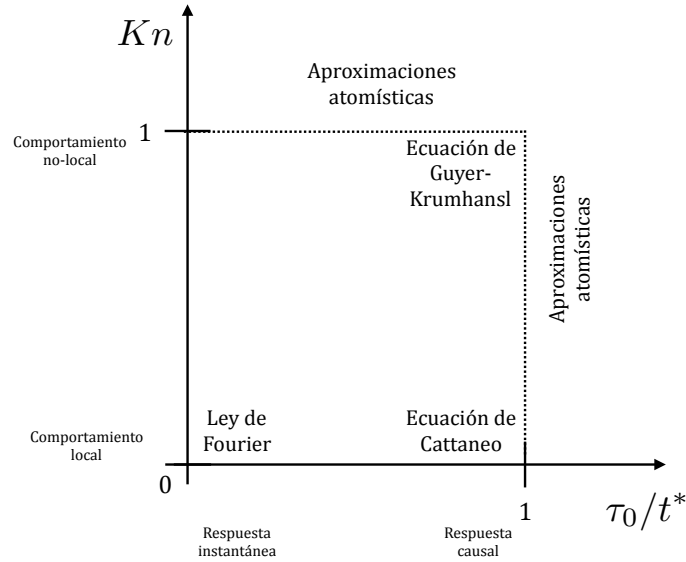 Kn
Aproximaciones
atomísticas
Comportamiento
no-local
1
Ecuación de
Guyer-
Krumhansl
Aproximaciones
atomísticas
Comportamiento
local
Ley de
Fourier
Ecuación de
Cattaneo
0
1
τ₀/t*
Respuesta
instantánea
Respuesta
causal